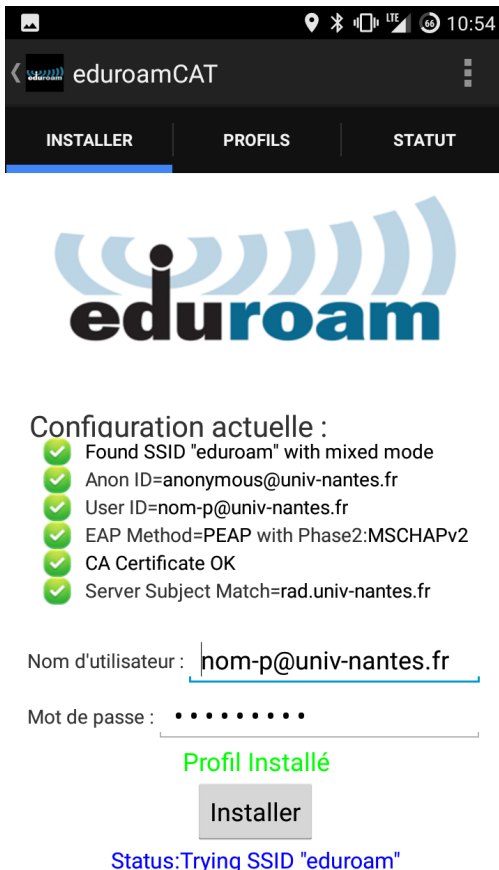 LTE 66 10:54
eduroam eduroamCAT
INSTALLER PROFILS STATUT
eduroam
Configuration actuelle :
Found SSID "eduroam" with mixed mode
Anon ID=anonymous@univ-nantes.fr
User ID=nom-p@univ-nantes.fr
EAP Method=PEAP with Phase2:MSCHAPv2
CA Certificate OK
Server Subject Match=rad.univ-nantes.fr
Nom d'utilisateur : nom-p@univ-nantes.fr
Mot de passe : •••••••••
Profil Installé
Installer
Status:Trying SSID "eduroam"